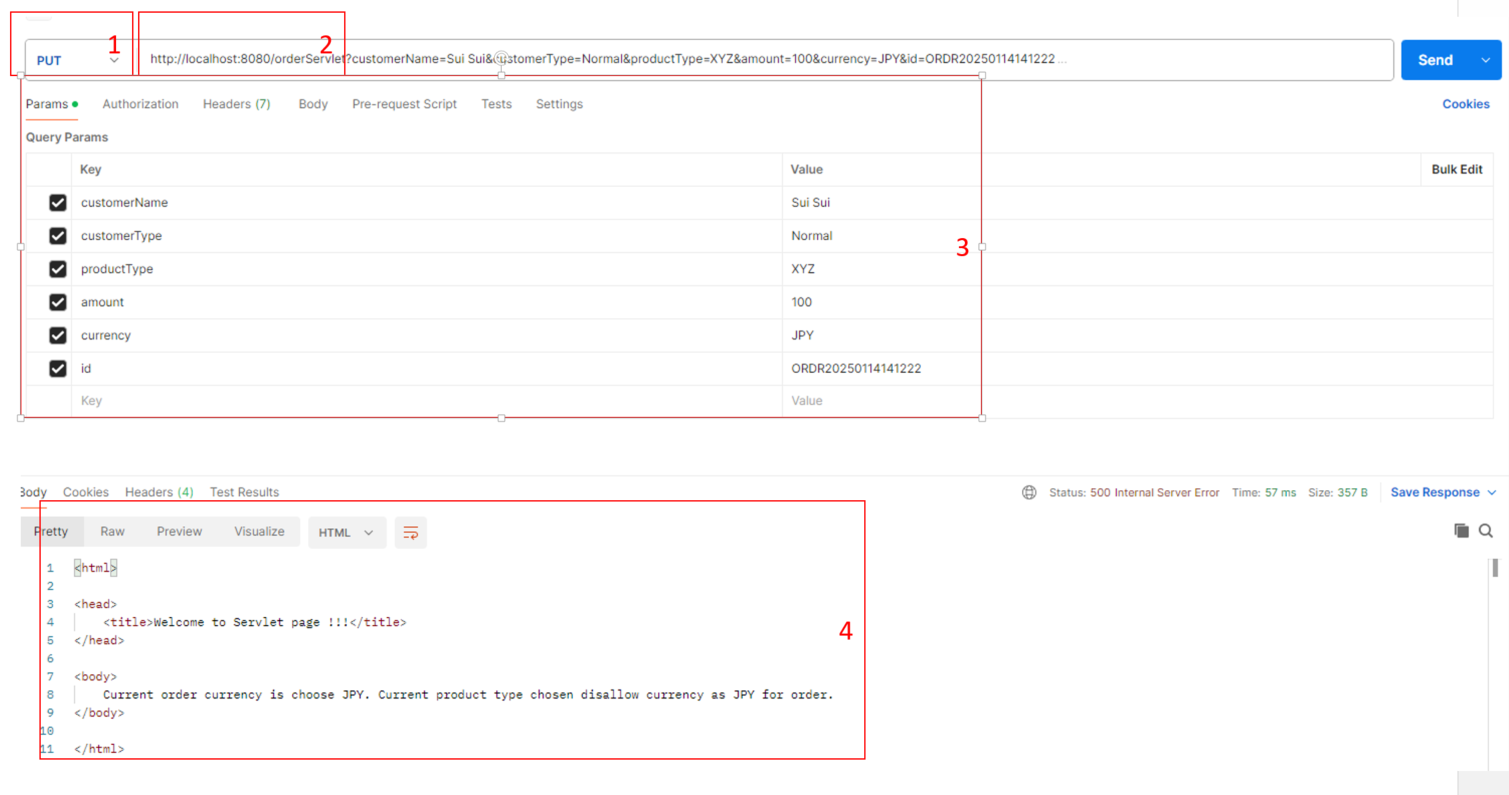 1
2
PUT
http://localhost:8080/orderServlet?customerName=Sui Sui&customerType=Normal&productType=XYZ&amount=100&currency=JPY&id=ORDR20250114141222 ...
Send
Params
Authorization
Headers (7)
Body
Pre-request Script
Tests
Settings
Cookies
Query Params
Key Value Bulk Edit
customerName Sui Sui
customerType Normal
3
productType XYZ
amount 100
currency JPY
id ORDR20250114141222
Key Value
Body Cookies Headers (4) Test Results
Status: 500 Internal Server Error Time: 57 ms Size: 357 B Save Response
Pretty Raw Preview Visualize HTML
1 <html>
2
3 <head>
4 <title>Welcome to Servlet page !!!</title>
4
5 </head>
6
7 <body>
8 Current order currency is choose JPY. Current product type chosen disallow currency as JPY for order.
9 </body>
10
11 </html>